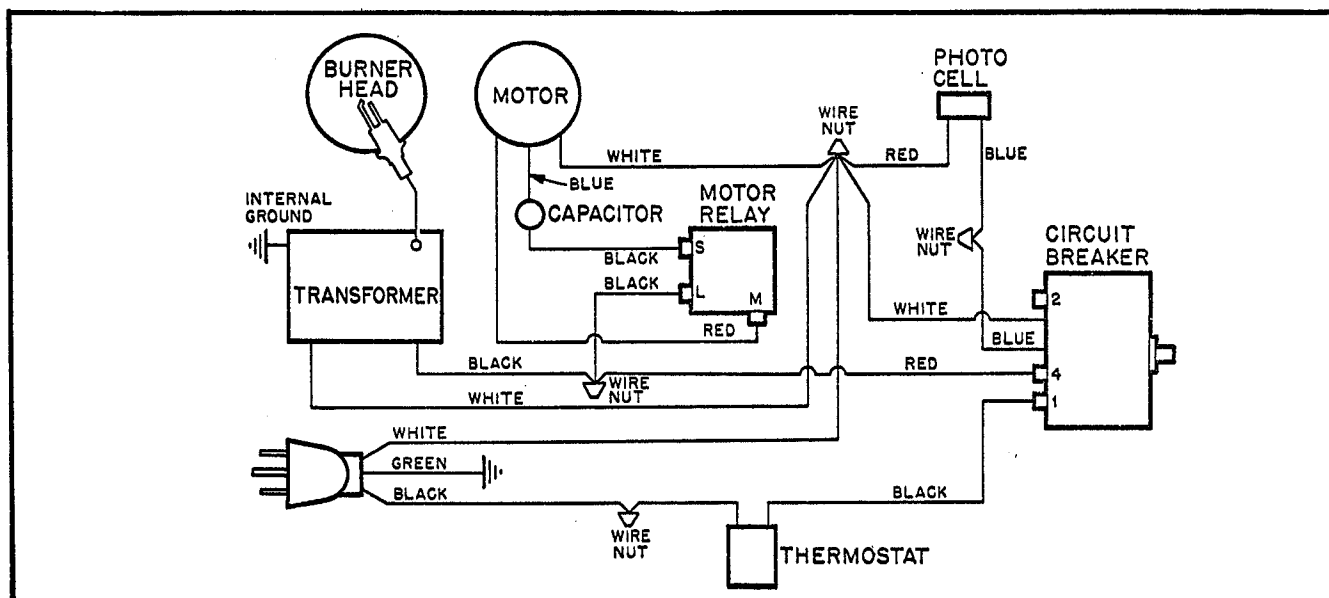 BURNER
HEAD
MOTOR
PHOTO
CELL
WIRE
NUT
WHITE
RED
BLUE
BLUE
INTERNAL
GROUND
CAPACITOR
MOTOR
RELAY
S
BLACK
WIRE
NUT
CIRCUIT
BREAKER
TRANSFORMER
BLACK
L
M
2
WHITE
RED
BLUE
BLACK
RED
4
WIRE
NUT
WHITE
1
WHITE
GREEN
BLACK
BLACK
WIRE
NUT
THERMOSTAT